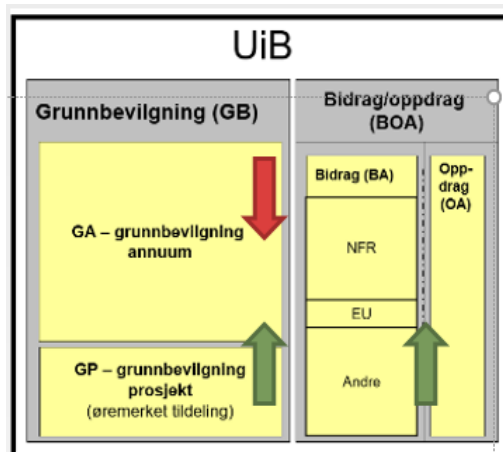 UiB
Grunnbevilgning (GB)
GA – grunnbevilgning
annuum
GP – grunnbevilgning
prosjekt
(øremerket tildeling)
Bidrag/oppdrag
(BOA)
Bidrag (BA)
NFR
EU
Andre
Opp-
drag
(OA)